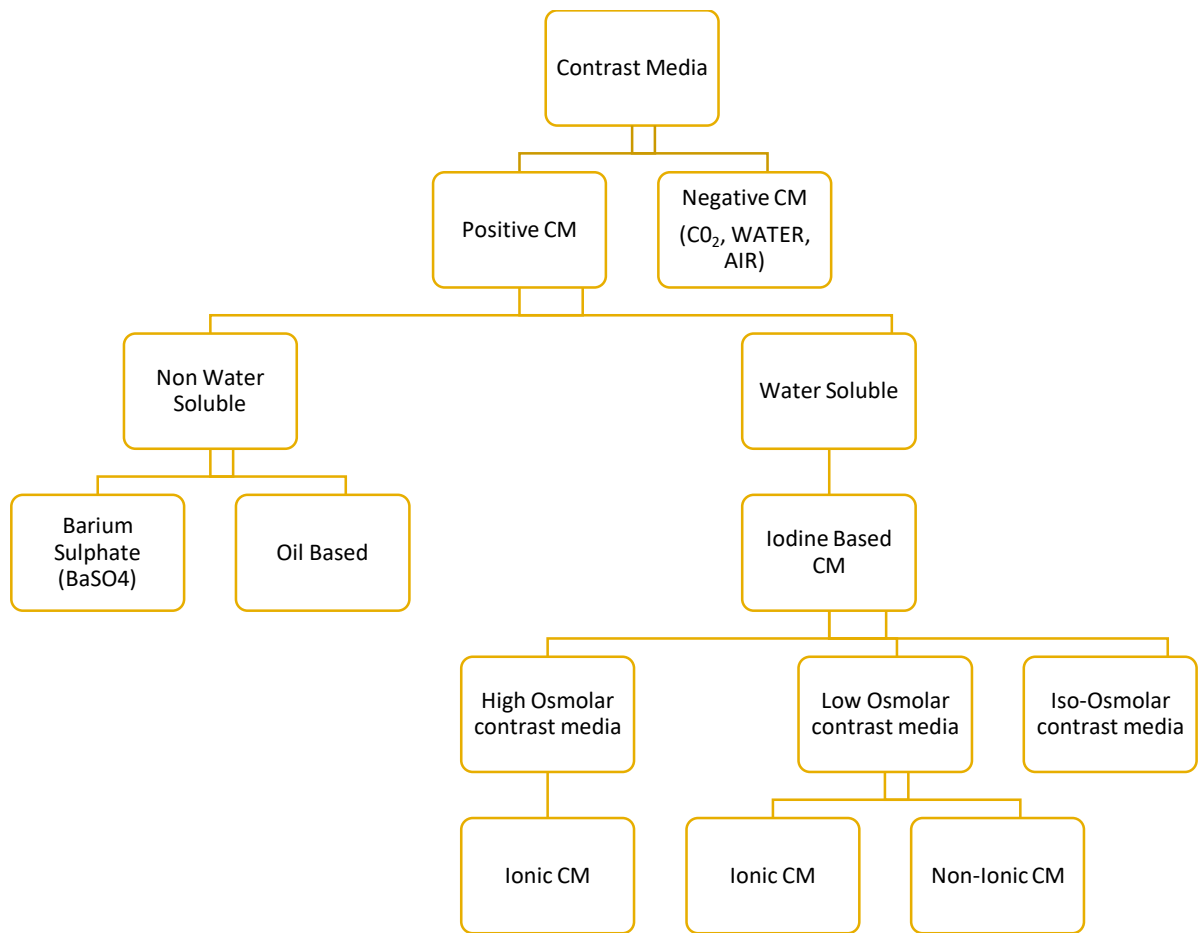 Contrast Media
Positive CM
Negative CM
(C0₂, WATER,
AIR)
Non Water
Soluble
Water Soluble
Barium
Sulphate
(BaSO4)
Oil Based
Iodine Based
CM
High Osmolar
contrast media
Low Osmolar
contrast media
Iso-Osmolar
contrast media
Ionic CM
Ionic CM
Non-Ionic CM